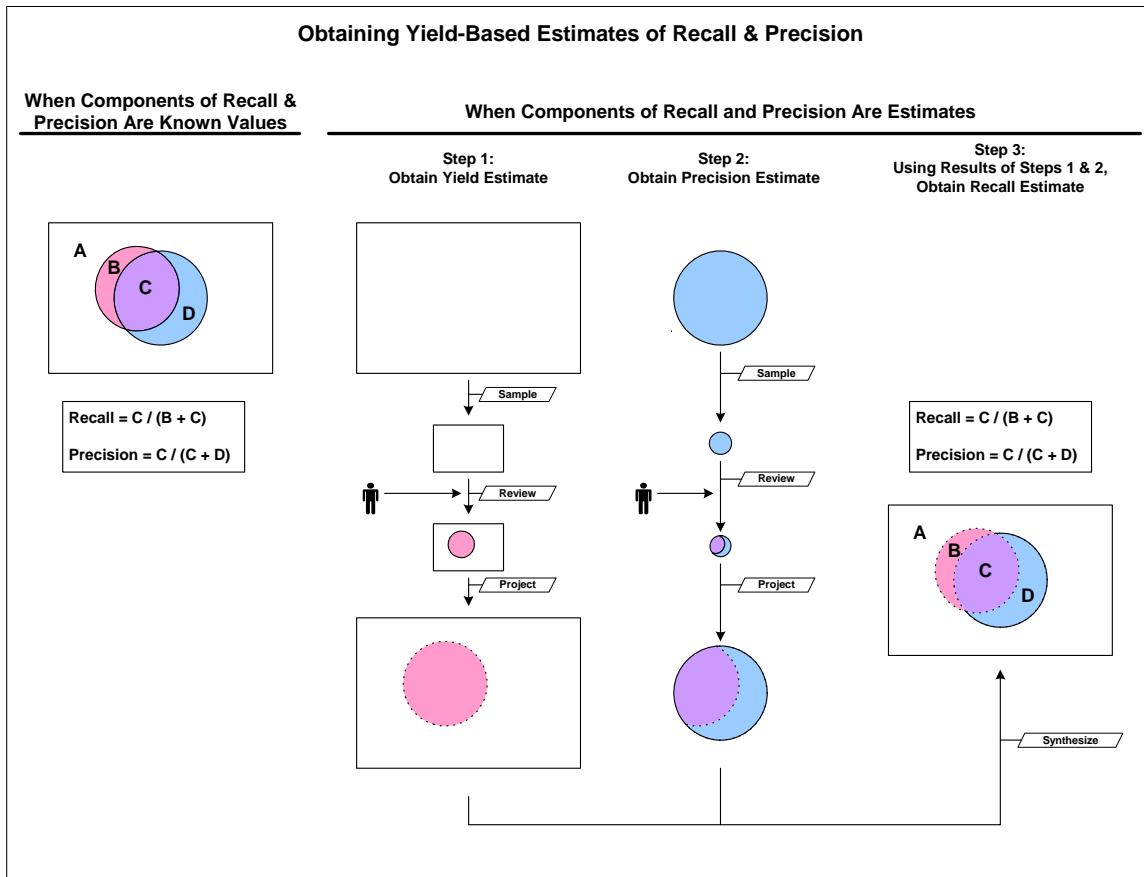 Obtaining Yield-Based Estimates of Recall & Precision
When Components of Recall &
Precision Are Known Values
A
B
C
D
Recall = C / (B + C)
Precision = C / (C + D)
When Components of Recall and Precision Are Estimates
Step 1:
Obtain Yield Estimate
Sample
Review
Project
Step 2:
Obtain Precision Estimate
Sample
Review
Project
Step 3:
Using Results of Steps 1 & 2,
Obtain Recall Estimate
Recall = C / (B + C)
Precision = C / (C + D)
A
B
C
D
Synthesize